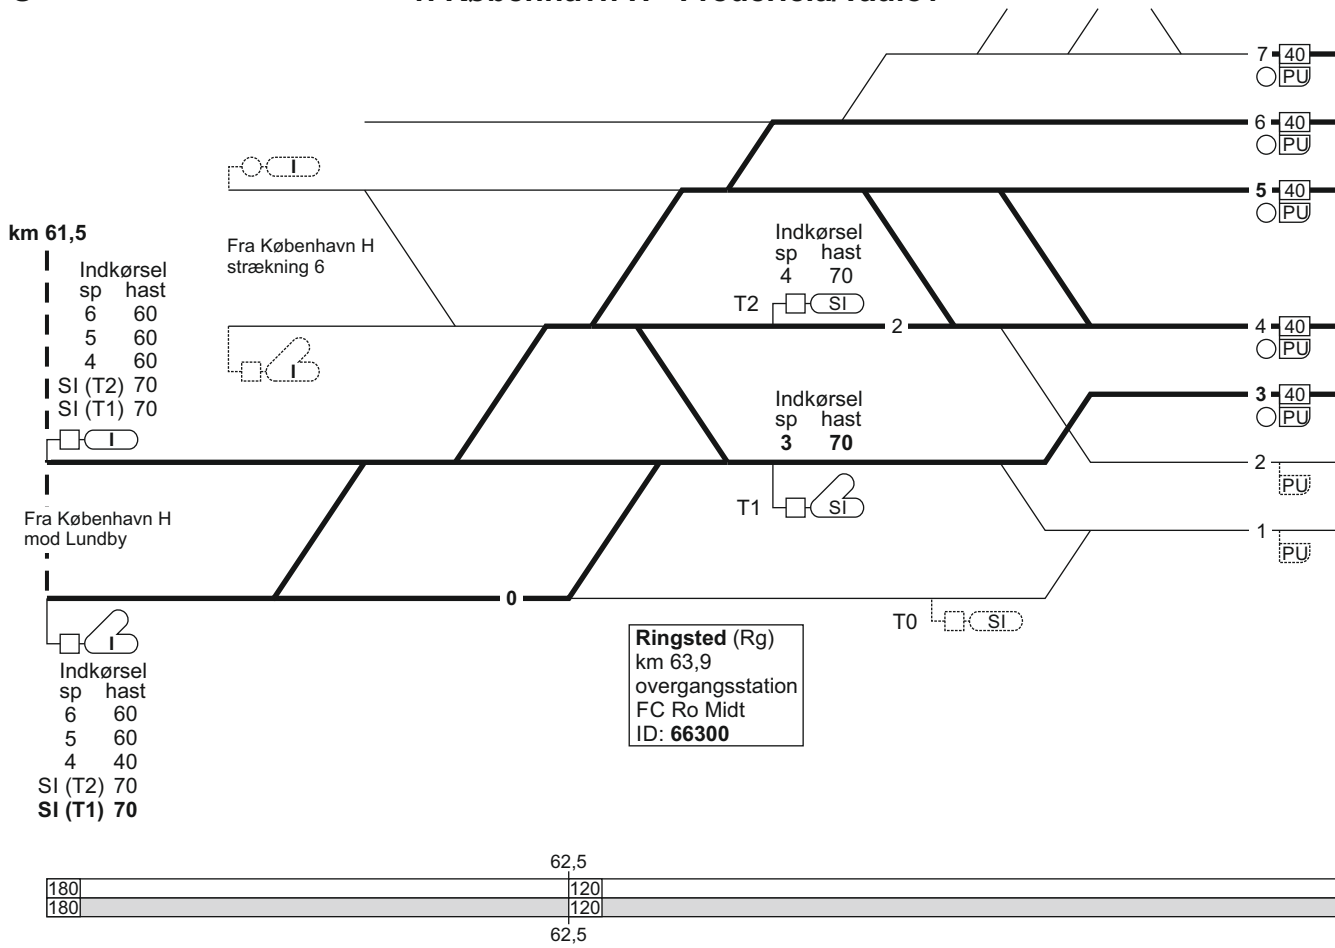 7
40
PU
6
40
PU
5
40
PU
km 61,5
Indkørsel
sp hast
6 60
5 60
4 60
SI (T2) 70
SI (T1) 70
I
I
Fra København H
strækning 6
I
Indkørsel
sp hast
4 70
T2
SI
2
4
40
PU
Indkørsel
sp hast
3 70
T1
SI
3
40
PU
2
PU
1
PU
Fra København H
mod Lundby
0
I
Indkørsel
sp hast
6 60
5 60
4 40
SI (T2) 70
SI (T1) 70
T0
SI
Ringsted (Rg)
km 63,9
overgangsstation
FC Ro Midt
ID: 66300
62,5
180 120
180 120
62,5